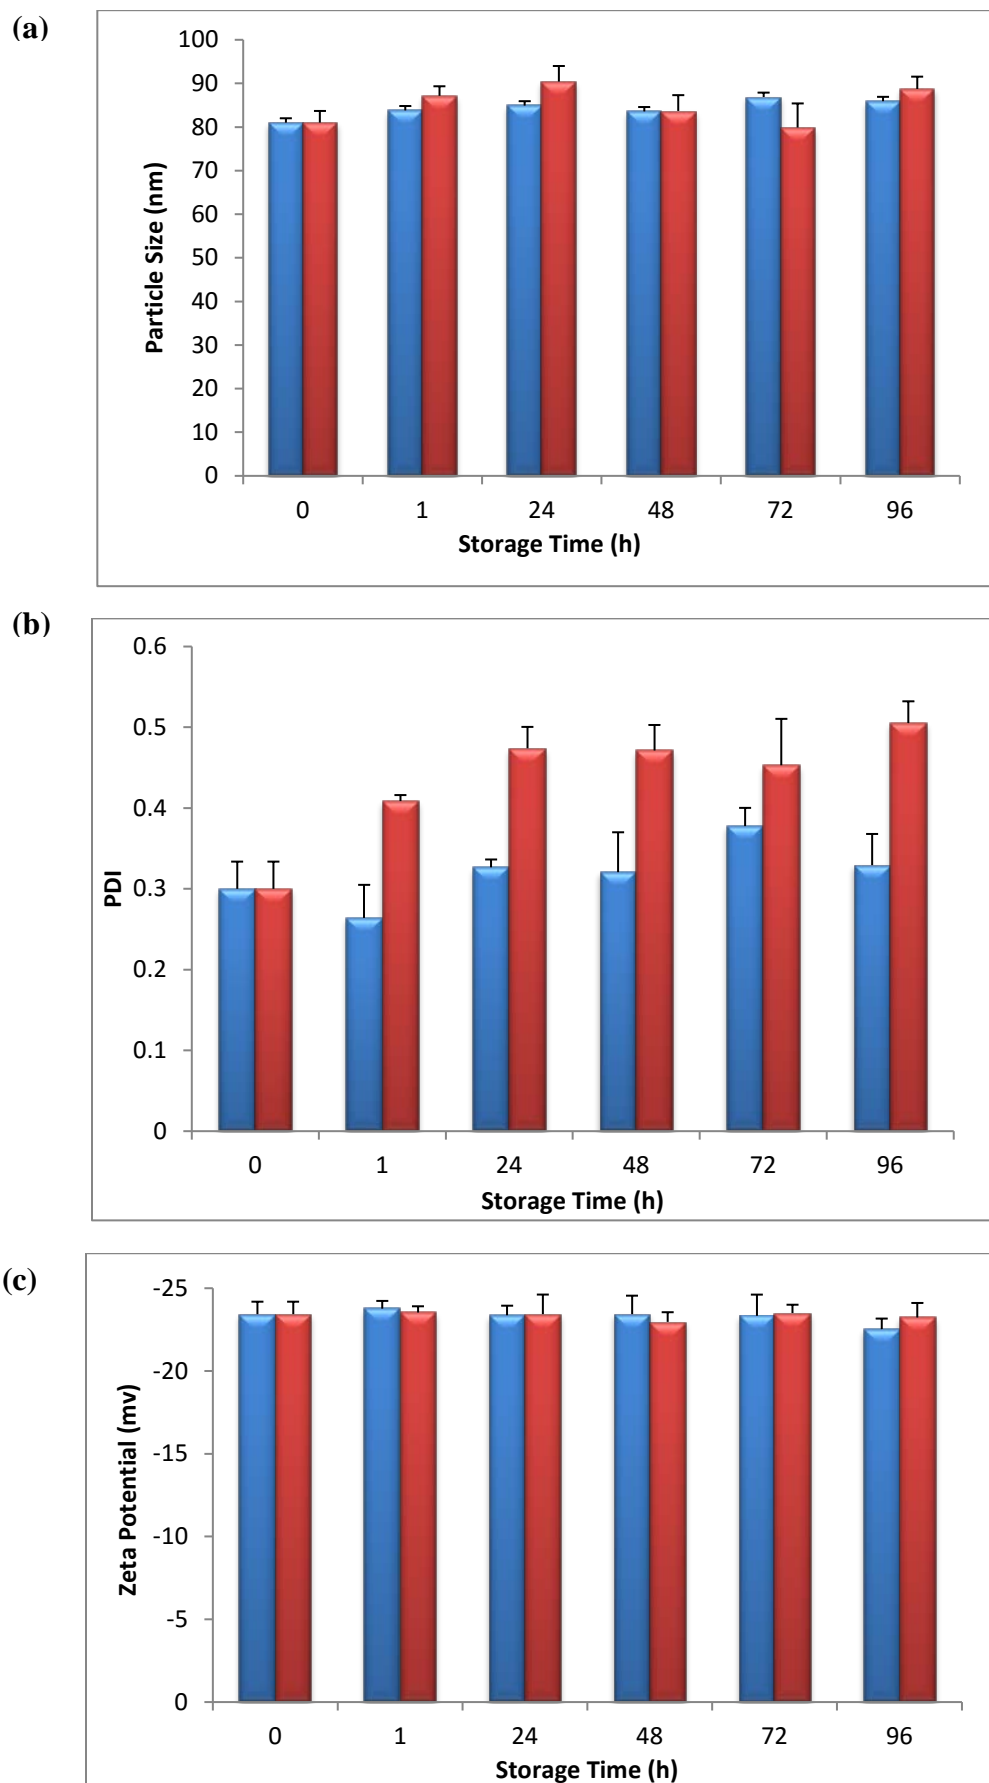 (a)
100
90
80
70
60
50
40
30
20
10
0
Particle Size (nm)
0 1 24 48 72 96
Storage Time (h)
(b)
0.6
0.5
0.4
0.3
0.2
0.1
0
PDI
0 1 24 48 72 96
Storage Time (h)
(c)
-25
-20
-15
-10
-5
0
Zeta Potential (mv)
0 1 24 48 72 96
Storage Time (h)